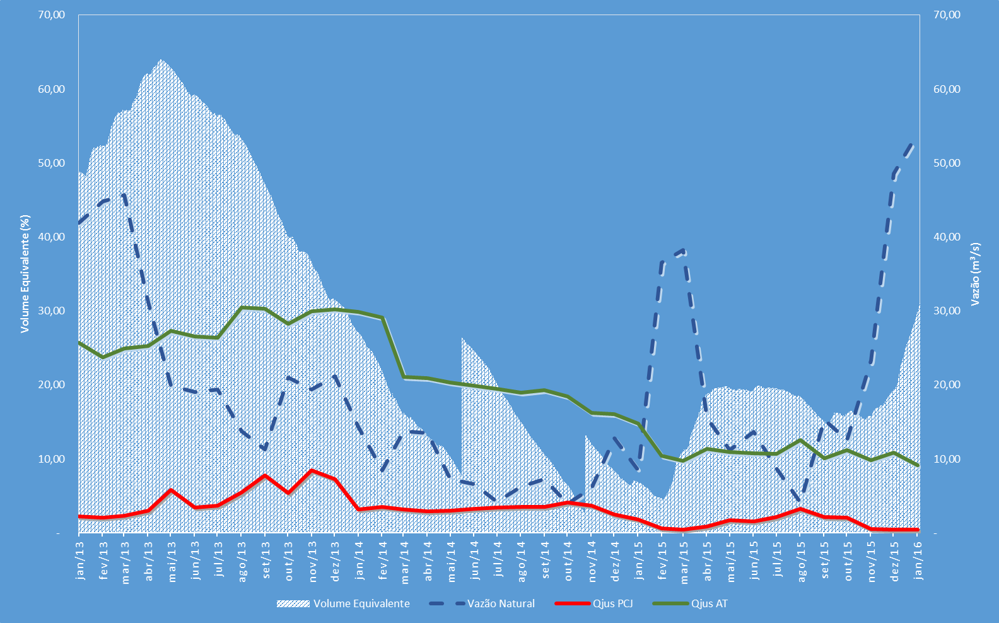 70,00
60,00
50,00
40,00
30,00
20,00
10,00
-
Volume Equivalente (%)
70,00
60,00
50,00
40,00
30,00
20,00
10,00
-
Vazão (m³/s)
jan/13
fev/13
mar/13
abr/13
mai/13
jun/13
jul/13
ago/13
set/13
out/13
nov/13
dez/13
jan/14
fev/14
mar/14
abr/14
mai/14
jun/14
jul/14
ago/14
set/14
out/14
nov/14
dez/14
jan/15
fev/15
mar/15
abr/15
mai/15
jun/15
jul/15
ago/15
set/15
out/15
nov/15
dez/15
jan/16
Volume Equivalente Vazão Natural Qjus PCJ Qjus AT